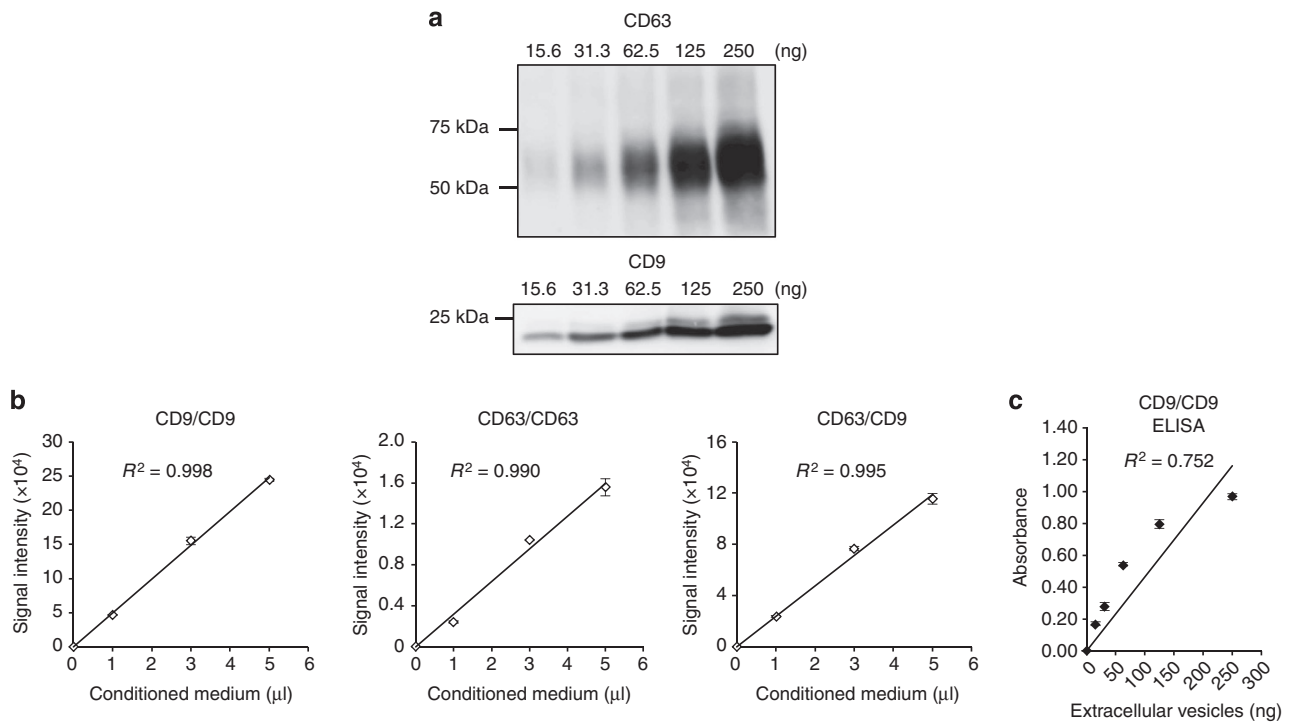 a
CD63
15.6 31.3 62.5 125 250 (ng)
75 kDa
50 kDa
CD9
15.6 31.3 62.5 125 250 (ng)
25 kDa
b
CD9/CD9
R² = 0.998
Signal intensity (×10⁴)
30
25
20
15
10
5
0
0 1 2 3 4 5 6
Conditioned medium (μl)
CD63/CD63
R² = 0.990
Signal intensity (×10⁴)
2.0
1.6
1.2
0.8
0.4
0
0 1 2 3 4 5 6
Conditioned medium (μl)
CD63/CD9
R² = 0.995
Signal intensity (×10⁴)
16
12
8
4
0
0 1 2 3 4 5 6
Conditioned medium (μl)
c
CD9/CD9
ELISA
R² = 0.752
Absorbance
1.40
1.20
1.00
0.80
0.60
0.40
0.20
0.00
0 50 100 150 200 250 300
Extracellular vesicles (ng)